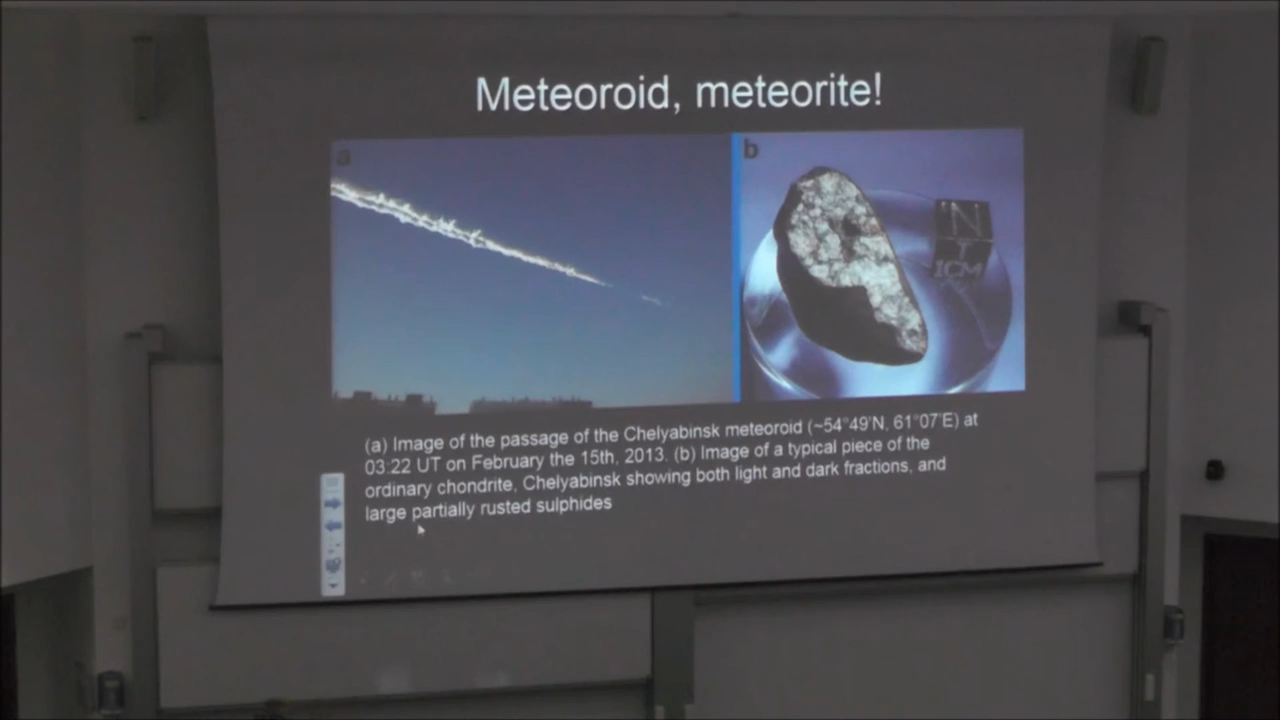 Meteoroid, meteorite!
a
b
N
T
ICM
(a) Image of the passage of the Chelyabinsk meteoroid (~54°49'N, 61°07'E) at
03:22 UT on February the 15th, 2013. (b) Image of a typical piece of the
ordinary chondrite, Chelyabinsk showing both light and dark fractions, and
large partially rusted sulphides